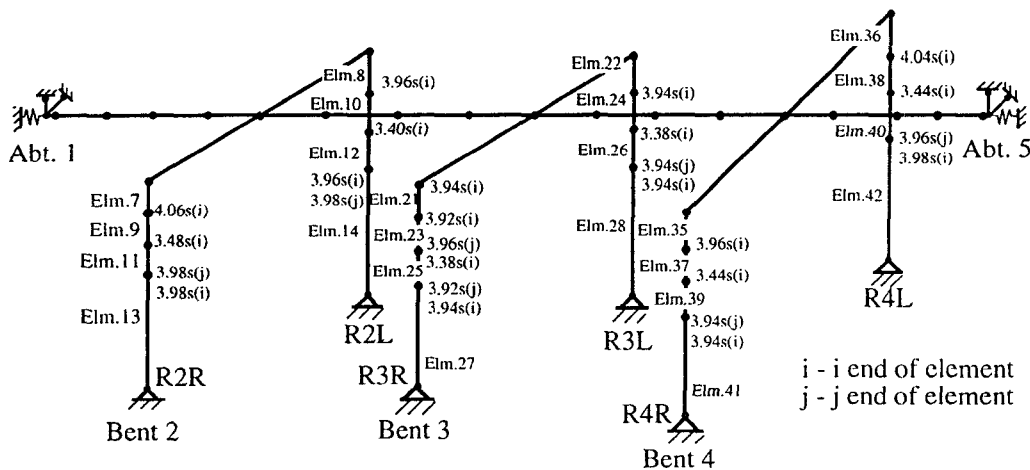 Elm.36
Elm.8
3.96s(i)
Elm.22
4.04s(i)
Elm.38
3.44s(i)
Elm.10
Elm.24
3.94s(i)
Abt. 1
3.40s(i)
3.38s(i)
Elm.40
3.96s(j)
3.98s(i)
Abt. 5
Elm.12
3.96s(i)
3.98s(j)
Elm.26
3.94s(j)
3.94s(i)
Elm.7
4.06s(i)
Elm.21
3.94s(i)
Elm.42
Elm.9
3.48s(i)
Elm.14
3.92s(i)
Elm.23
3.96s(j)
3.38s(i)
Elm.28
Elm.35
3.96s(i)
Elm.11
3.98s(j)
3.98s(i)
Elm.25
3.92s(j)
3.94s(i)
Elm.37
3.44s(i)
Elm.39
3.94s(j)
3.94s(i)
Elm.13
R2L
R3L
R4L
R2R
R3R
Elm.27
Elm.41
R4R
i - i end of element
j - j end of element
Bent 2
Bent 3
Bent 4